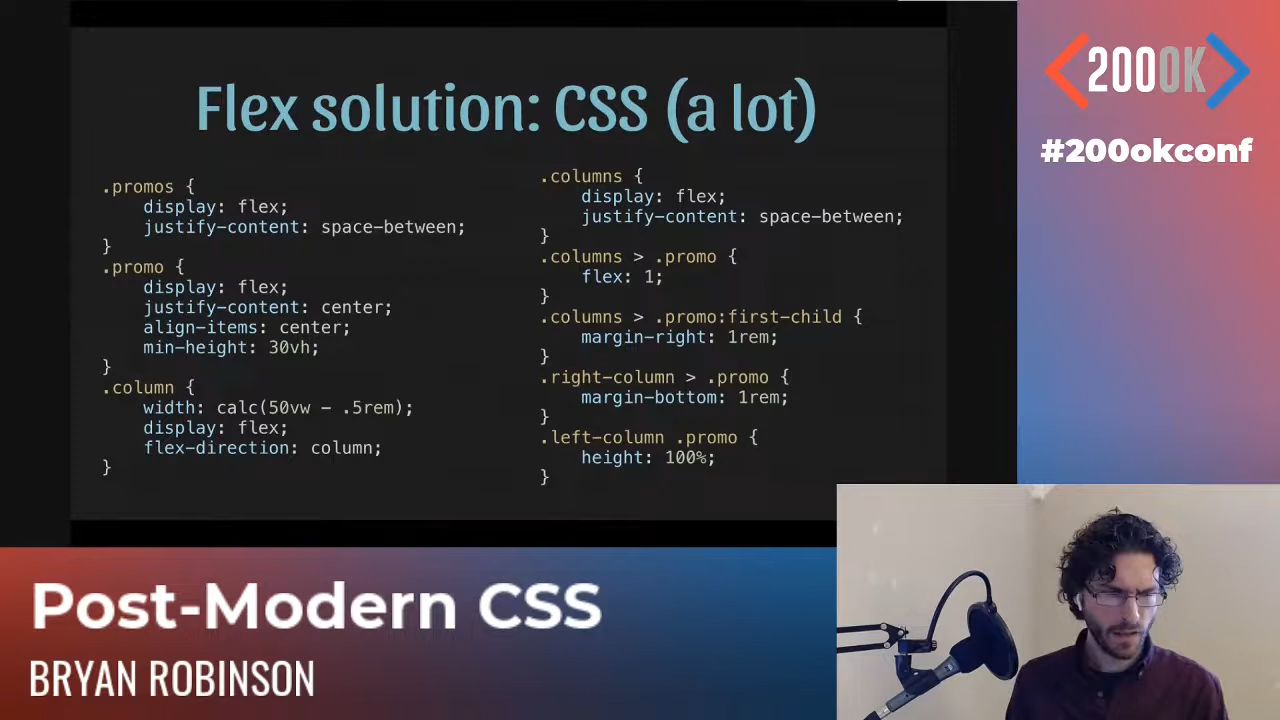 Flex solution: CSS (a lot)
.promos {
display: flex;
justify-content: space-between;
}
.promo {
display: flex;
justify-content: center;
align-items: center;
min-height: 30vh;
}
.column {
width: calc(50vw - .5rem);
display: flex;
flex-direction: column;
}
.columns {
display: flex;
justify-content: space-between;
}
.columns > .promo {
flex: 1;
}
.columns > .promo:first-child {
margin-right: 1rem;
}
.right-column > .promo {
margin-bottom: 1rem;
}
.left-column .promo {
height: 100%;
}
<200OK>
#200okconf
Post-Modern CSS
BRYAN ROBINSON